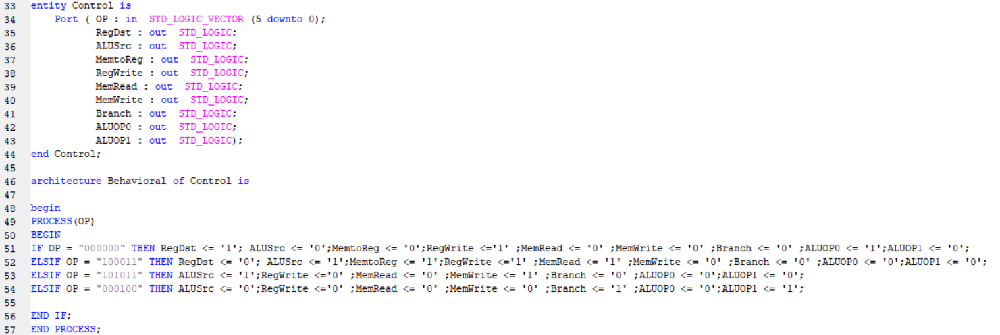 33 entity Control is
34 Port ( OP : in STD_LOGIC_VECTOR (5 downto 0);
35 RegDst : out STD_LOGIC;
36 ALUSrc : out STD_LOGIC;
37 MemtoReg : out STD_LOGIC;
38 RegWrite : out STD_LOGIC;
39 MemRead : out STD_LOGIC;
40 MemWrite : out STD_LOGIC;
41 Branch : out STD_LOGIC;
42 ALUOP0 : out STD_LOGIC;
43 ALUOP1 : out STD_LOGIC);
44 end Control;
45
46 architecture Behavioral of Control is
47
48 begin
49 PROCESS(OP)
50 BEGIN
51 IF OP = "000000" THEN RegDst <= '1'; ALUSrc <= '0';MemtoReg <= '0';RegWrite <='1' ;MemRead <= '0' ;MemWrite <= '0' ;Branch <= '0' ;ALUOP0 <= '1';ALUOP1 <= '0';
52 ELSIF OP = "100011" THEN RegDst <= '0'; ALUSrc <= '1';MemtoReg <= '1';RegWrite <='1' ;MemRead <= '1' ;MemWrite <= '0' ;Branch <= '0' ;ALUOP0 <= '0';ALUOP1 <= '0';
53 ELSIF OP = "101011" THEN ALUSrc <= '1';RegWrite <='0' ;MemRead <= '0' ;MemWrite <= '1' ;Branch <= '0' ;ALUOP0 <= '0';ALUOP1 <= '0';
54 ELSIF OP = "000100" THEN ALUSrc <= '0';RegWrite <='0' ;MemRead <= '0' ;MemWrite <= '0' ;Branch <= '1' ;ALUOP0 <= '0';ALUOP1 <= '1';
55
56 END IF;
57 END PROCESS;